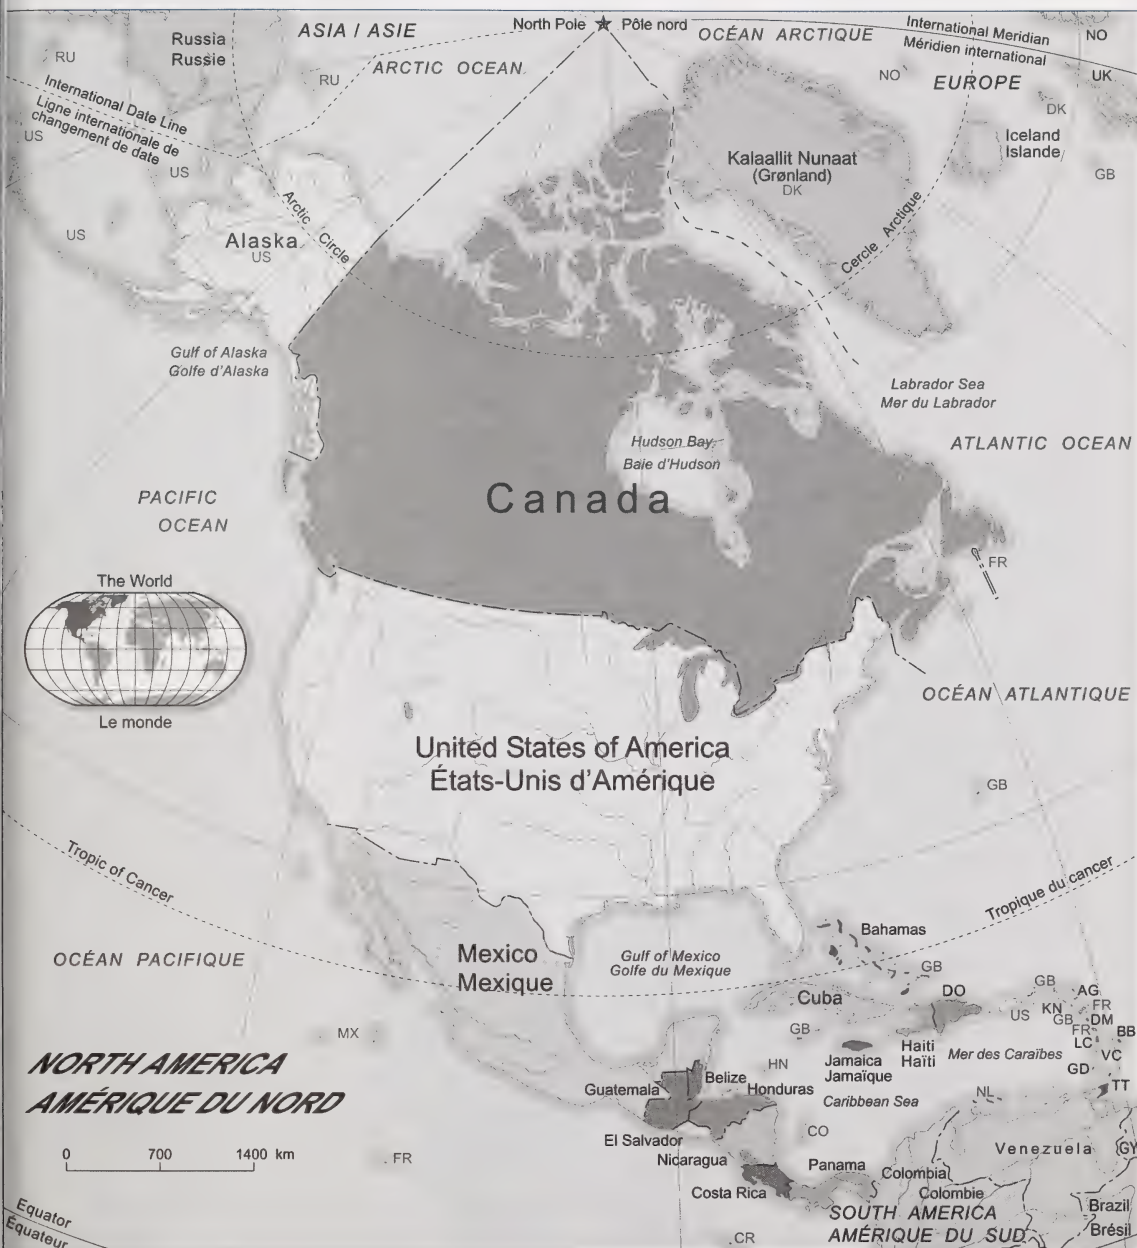 North Pole ★ Pôle nord
ASIA / ASIE
OCÉAN ARCTIQUE
International Meridian
Méridien international
NO
Russia
Russie
RU
RU
ARCTIC OCEAN
NO
EUROPE
UK
DK
International Date Line
Ligne internationale de
changement de date
US
US
US
Iceland
Islande
GB
Kalaallit Nunaat
(Grønland)
DK
Arctic Circle
Cercle Arctique
Alaska
US
Gulf of Alaska
Golfe d'Alaska
Labrador Sea
Mer du Labrador
ATLANTIC OCEAN
Hudson Bay
Baie d'Hudson
Canada
PACIFIC
OCEAN
FR
The World
Le monde
OCÉAN ATLANTIQUE
United States of America
États-Unis d'Amérique
GB
Tropic of Cancer
Tropique du cancer
OCÉAN PACIFIQUE
Mexico
Mexique
Gulf of Mexico
Golfe du Mexique
Bahamas
GB
Cuba
DO
GB
AG
US
KN
FR
GB
DM
FR
BB
LC
VC
GD
TT
MX
GB
Haiti
Haïti
Jamaica
Jamaïque
Mer des Caraïbes
Caribbean Sea
HN
NL
NORTH AMERICA
AMÉRIQUE DU NORD
Guatemala
Belize
Honduras
El Salvador
Nicaragua
Costa Rica
Panama
CO
Colombia
Colombie
Venezuela
GY
0 700 1400 km
FR
CR
SOUTH AMERICA
AMÉRIQUE DU SUD
Brazil
Brésil
Equator
Équateur